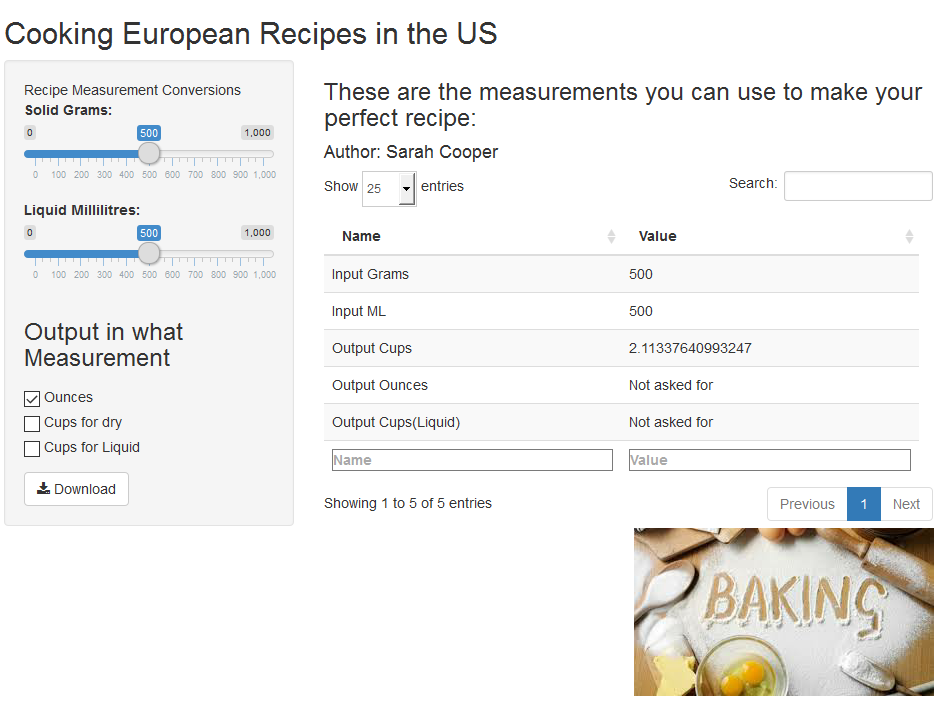 Cooking European Recipes in the US
Recipe Measurement Conversions
Solid Grams:
0 500 1,000
0 100 200 300 400 500 600 700 800 900 1,000
Liquid Millilitres:
0 500 1,000
0 100 200 300 400 500 600 700 800 900 1,000
Output in what
Measurement
Ounces
Cups for dry
Cups for Liquid
Download
These are the measurements you can use to make your
perfect recipe:
Author: Sarah Cooper
Show 25 entries
Search:
Name Value
Input Grams 500
Input ML 500
Output Cups 2.11337640993247
Output Ounces Not asked for
Output Cups(Liquid) Not asked for
Name Value
Showing 1 to 5 of 5 entries
Previous 1 Next
BAKING